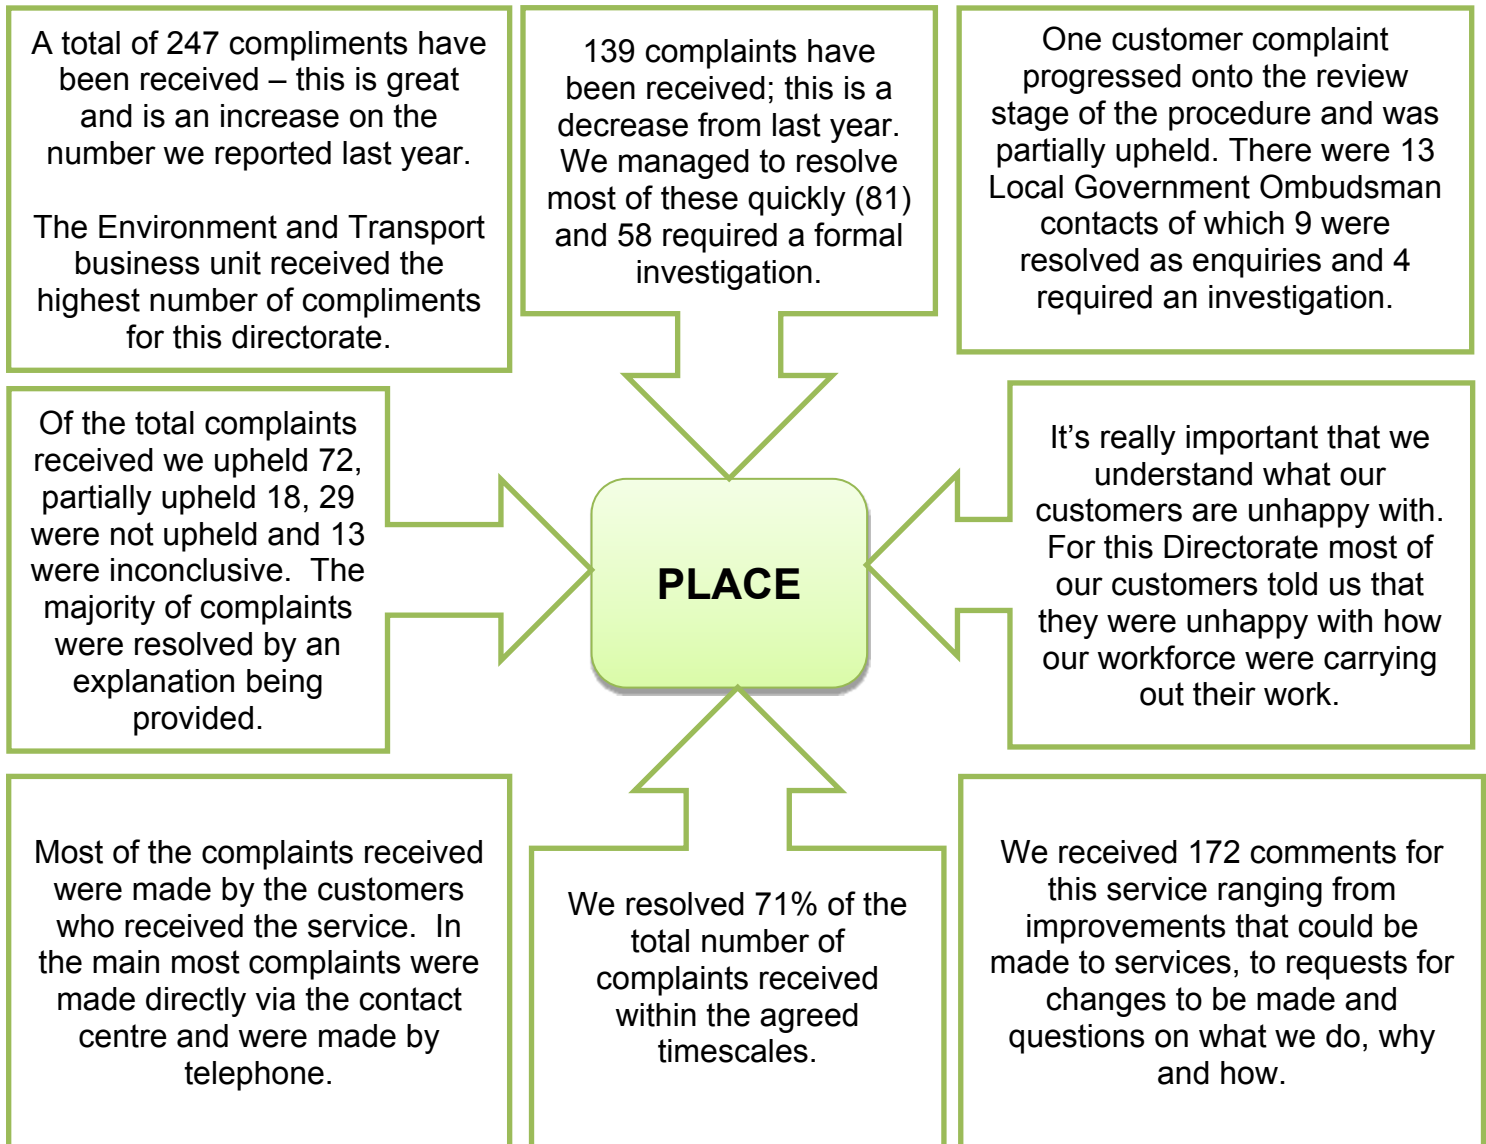 A total of 247 compliments have
been received – this is great
and is an increase on the
number we reported last year.
The Environment and Transport
business unit received the
highest number of compliments
for this directorate.
139 complaints have
been received; this is a
decrease from last year.
We managed to resolve
most of these quickly (81)
and 58 required a formal
investigation.
One customer complaint
progressed onto the review
stage of the procedure and was
partially upheld. There were 13
Local Government Ombudsman
contacts of which 9 were
resolved as enquiries and 4
required an investigation.
Of the total complaints
received we upheld 72,
partially upheld 18, 29
were not upheld and 13
were inconclusive.  The
majority of complaints
were resolved by an
explanation being
provided.
PLACE
It’s really important that we
understand what our
customers are unhappy with.
For this Directorate most of
our customers told us that
they were unhappy with how
our workforce were carrying
out their work.
Most of the complaints received
were made by the customers
who received the service.  In
the main most complaints were
made directly via the contact
centre and were made by
telephone.
We resolved 71% of the
total number of
complaints received
within the agreed
timescales.
We received 172 comments for
this service ranging from
improvements that could be
made to services, to requests for
changes to be made and
questions on what we do, why
and how.